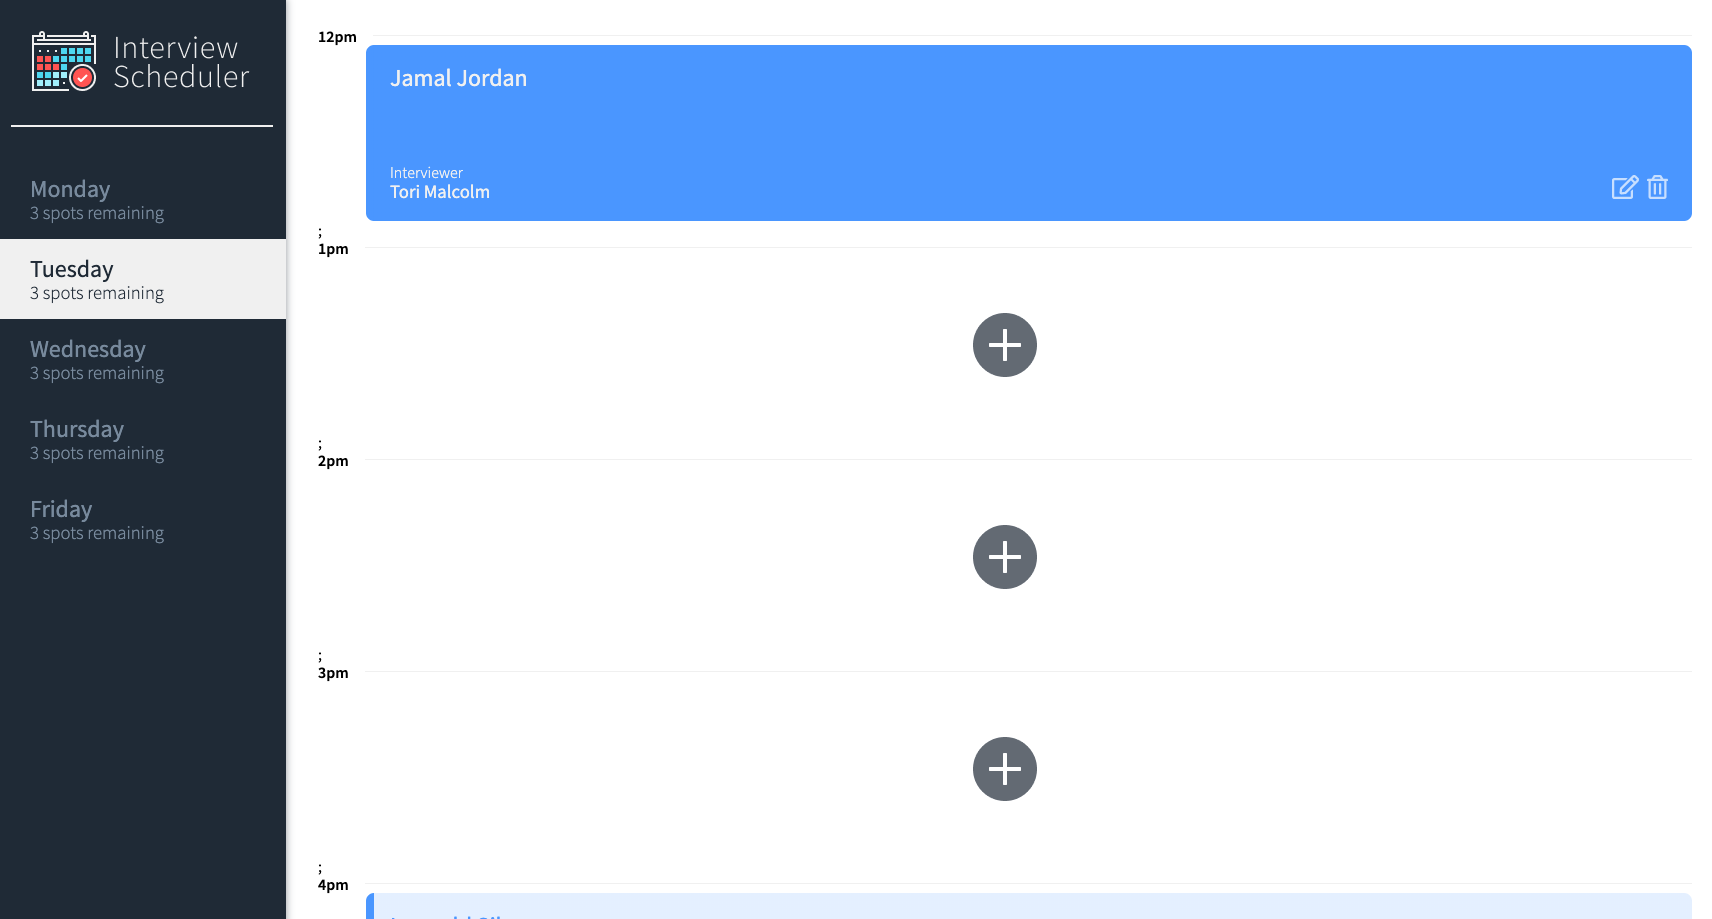 Interview
Scheduler
Monday
3 spots remaining
Tuesday
3 spots remaining
Wednesday
3 spots remaining
Thursday
3 spots remaining
Friday
3 spots remaining
12pm
Jamal Jordan
Interviewer
Tori Malcolm
;
1pm
;
2pm
;
3pm
;
4pm